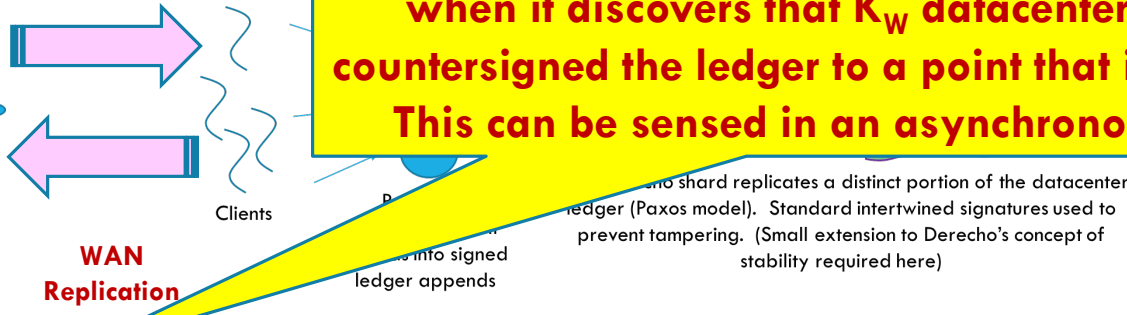 when it discovers that KW datacenter
countersigned the ledger to a point that i
This can be sensed in an asynchrono
shard replicates a distinct portion of the datacenter
ledger (Paxos model). Standard intertwined signatures used to
prevent tampering. (Small extension to Derecho's concept of
stability required here)
Clients
into signed
ledger appends
WAN
Replication